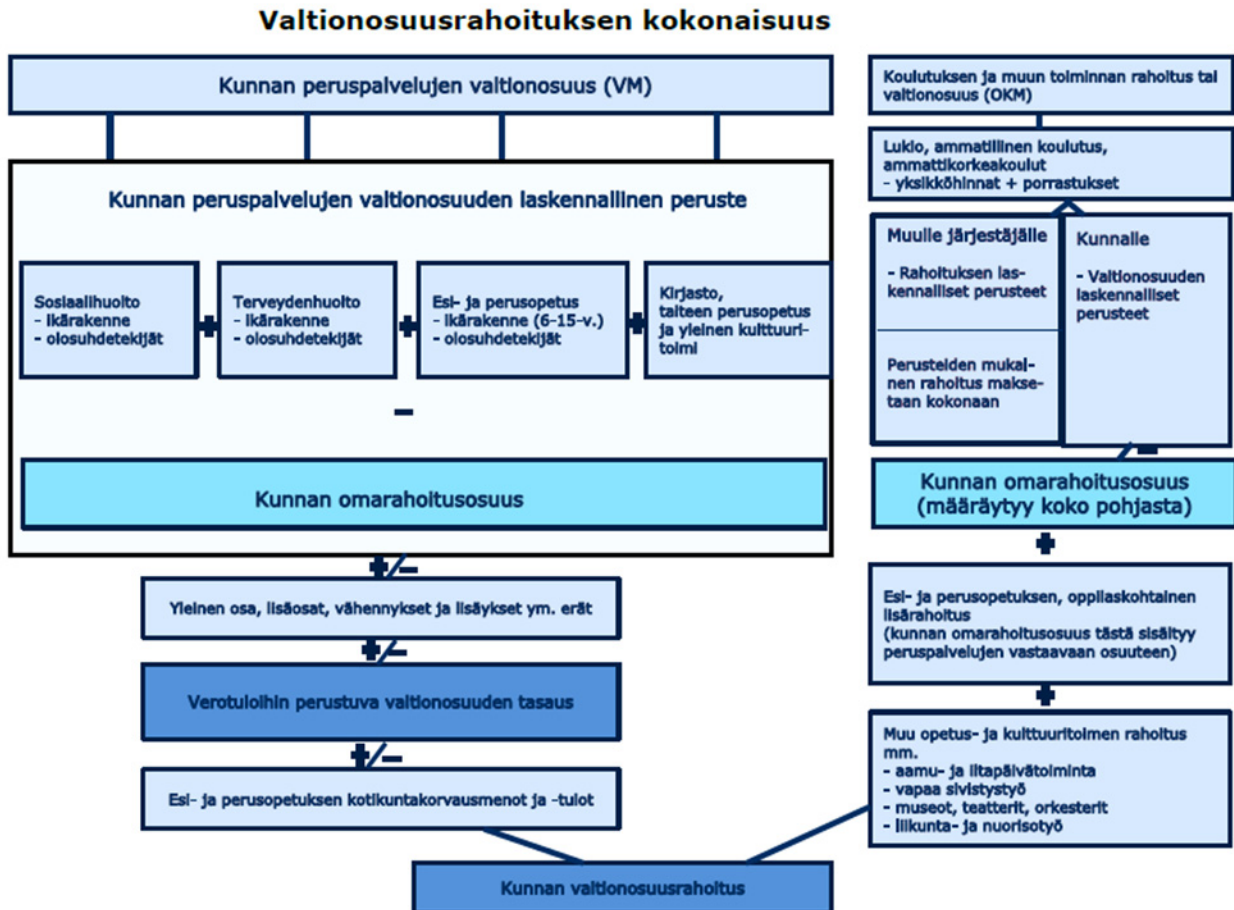 Valtionosuusrahoituksen kokonaisuus
Kunnan peruspalvelujen valtionosuus (VM)
Kunnan peruspalvelujen valtionosuuden laskennallinen peruste
Sosiaalihuolto
- ikärakenne
- olosuhdetekijät
+
Terveydenhuolto
- ikärakenne
- olosuhdetekijät
+
Esi- ja perusopetus
- ikärakenne (6-15-v.)
- olosuhdetekijät
+
Kirjasto,
taiteen perusopetus
ja yleinen kulttuuri-
toimi
-
Kunnan omarahoitusosuus
+/-
Yleinen osa, lisäosat, vähennykset ja lisäykset ym. erät
+/-
Verotuloihin perustuva valtionosuuden tasaus
+/-
Esi- ja perusopetuksen kotikuntakorvausmenot ja -tulot
Koulutuksen ja muun toiminnan rahoitus tai
valtionosuus (OKM)
Lukio, ammatillinen koulutus,
ammattikorkeakoulut
- yksikköhinnat + porrastukset
Muulle järjestäjälle
- Rahoituksen las-
kennalliset perusteet
Perusteiden mukai-
nen rahoitus makse-
taan kokonaan
Kunnalle
- Valtionosuuden
laskennalliset
perusteet
/-
Kunnan omarahoitusosuus
(määräytyy koko pohjasta)
+
Esi- ja perusopetuksen, oppilaskohtainen
lisärahoitus
(kunnan omarahoitusosuus tästä sisältyy
peruspalvelujen vastaavaan osuuteen)
+
Muu opetus- ja kulttuuritoimen rahoitus
mm.
- aamu- ja iltapäivätoiminta
- vapaa sivistystyö
- museot, teatterit, orkesterit
- liikunta- ja nuorisotyö
Kunnan valtionosuusrahoitus